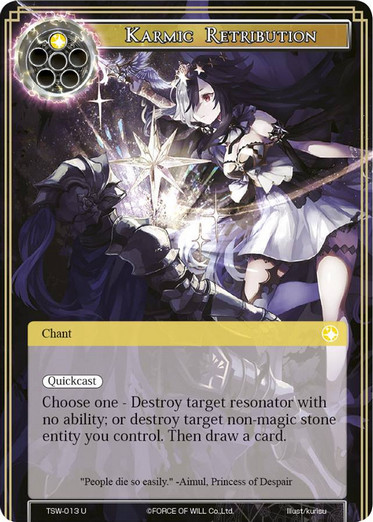 Karmic Retribution
Chant
Quickcast
Choose one - Destroy target resonator with
no ability; or destroy target non-magic stone
entity you control. Then draw a card.
"People die so easily." -Aimul, Princess of Despair
TSW-013 U ©FORCE OF WILL Co.,Ltd. Illust/kurisu